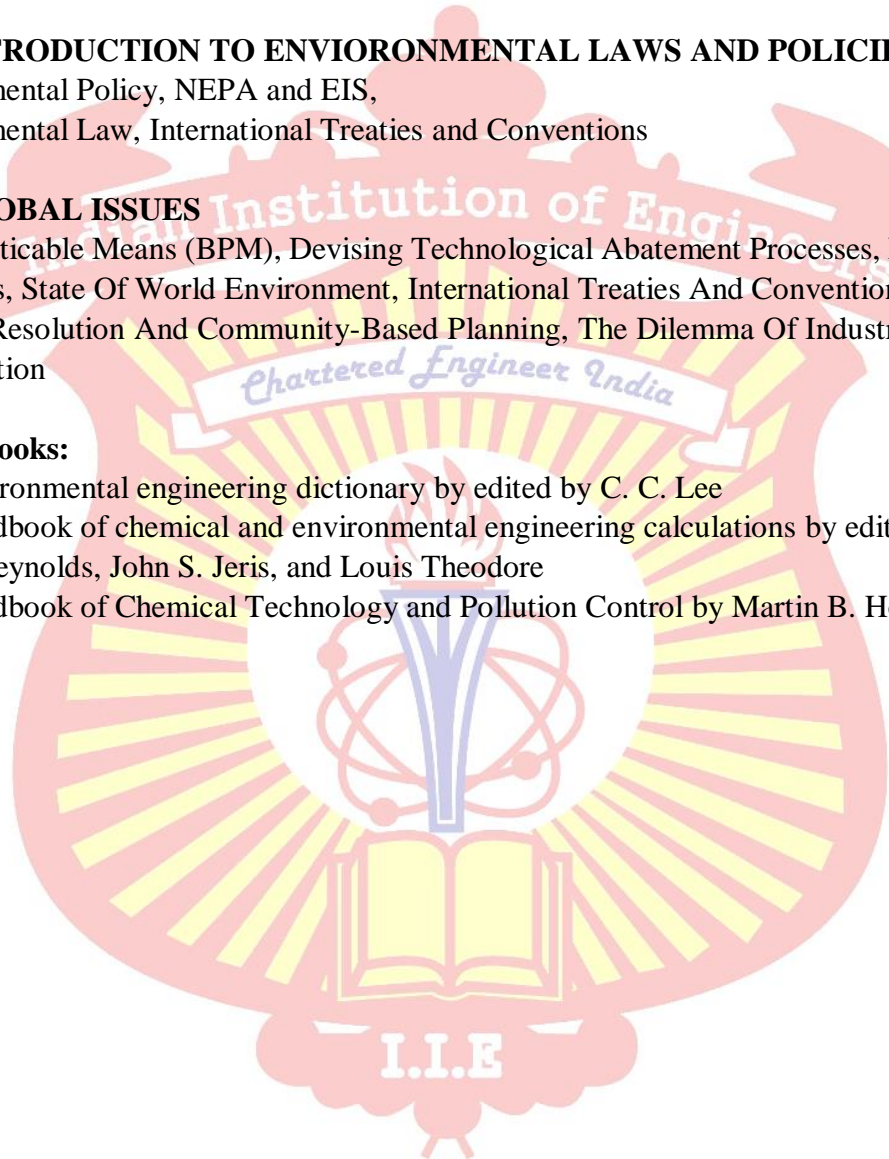 TRODUCTION TO ENVIORONMENTAL LAWS AND POLICI
mental Policy, NEPA and EIS,
mental Law, International Treaties and Conventions
OBAL ISSUES
Indian Institution of Engineers
ticable Means (BPM), Devising Technological Abatement Processes,
s, State Of World Environment, International Treaties And Convention
Resolution And Community-Based Planning, The Dilemma Of Industr
tion
Chartered Engineer India
ooks:
ronmental engineering dictionary by edited by C. C. Lee
dbook of chemical and environmental engineering calculations by edit
eynolds, John S. Jeris, and Louis Theodore
dbook of Chemical Technology and Pollution Control by Martin B. Ho
I.I.E